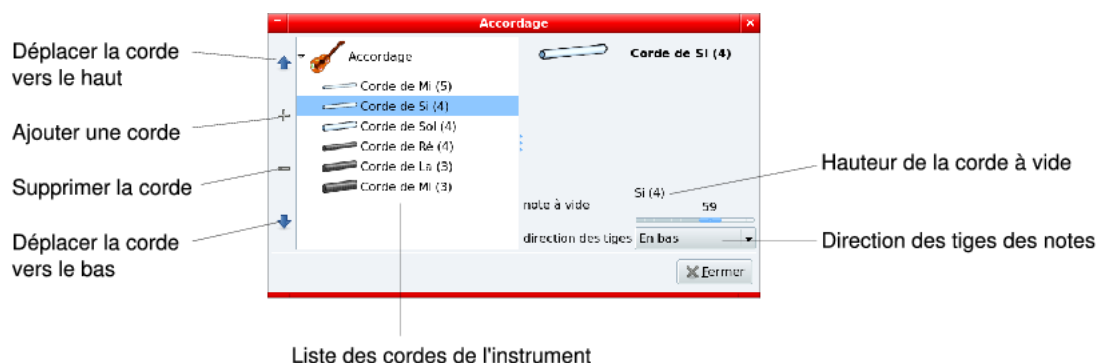 Accordage
Déplacer la corde
vers le haut
Ajouter une corde
Supprimer la corde
Déplacer la corde
vers le bas
Accordage
Corde de Mi (5)
Corde de Si (4)
Corde de Sol (4)
Corde de Ré (4)
Corde de La (3)
Corde de Mi (3)
Corde de Si (4)
Si (4)
note à vide
59
direction des tiges En bas
Fermer
Hauteur de la corde à vide
Direction des tiges des notes
Liste des cordes de l'instrument